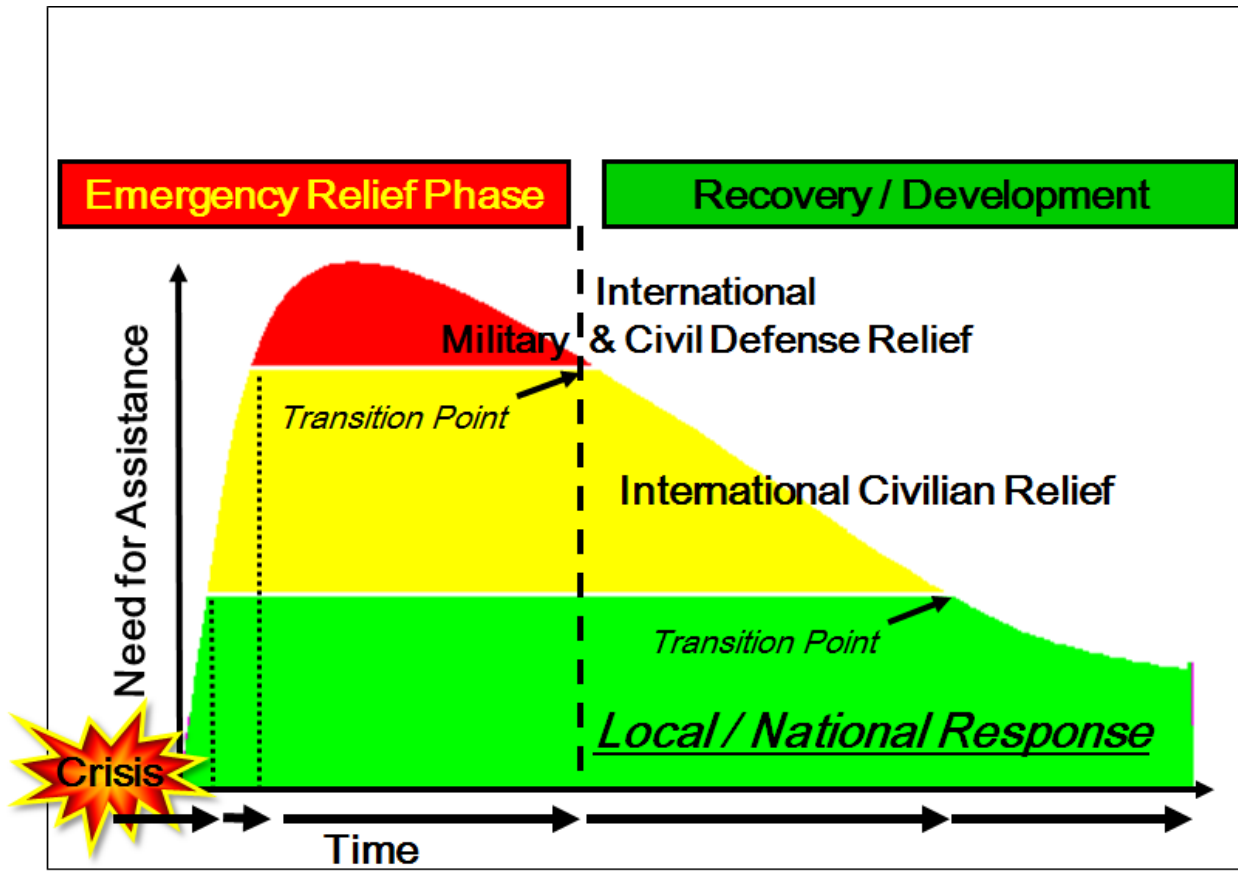 Emergency Relief Phase
Recovery / Development
Need for Assistance
International
Military & Civil Defense Relief
Transition Point
International Civilian Relief
Transition Point
Local / National Response
Crisis
Time